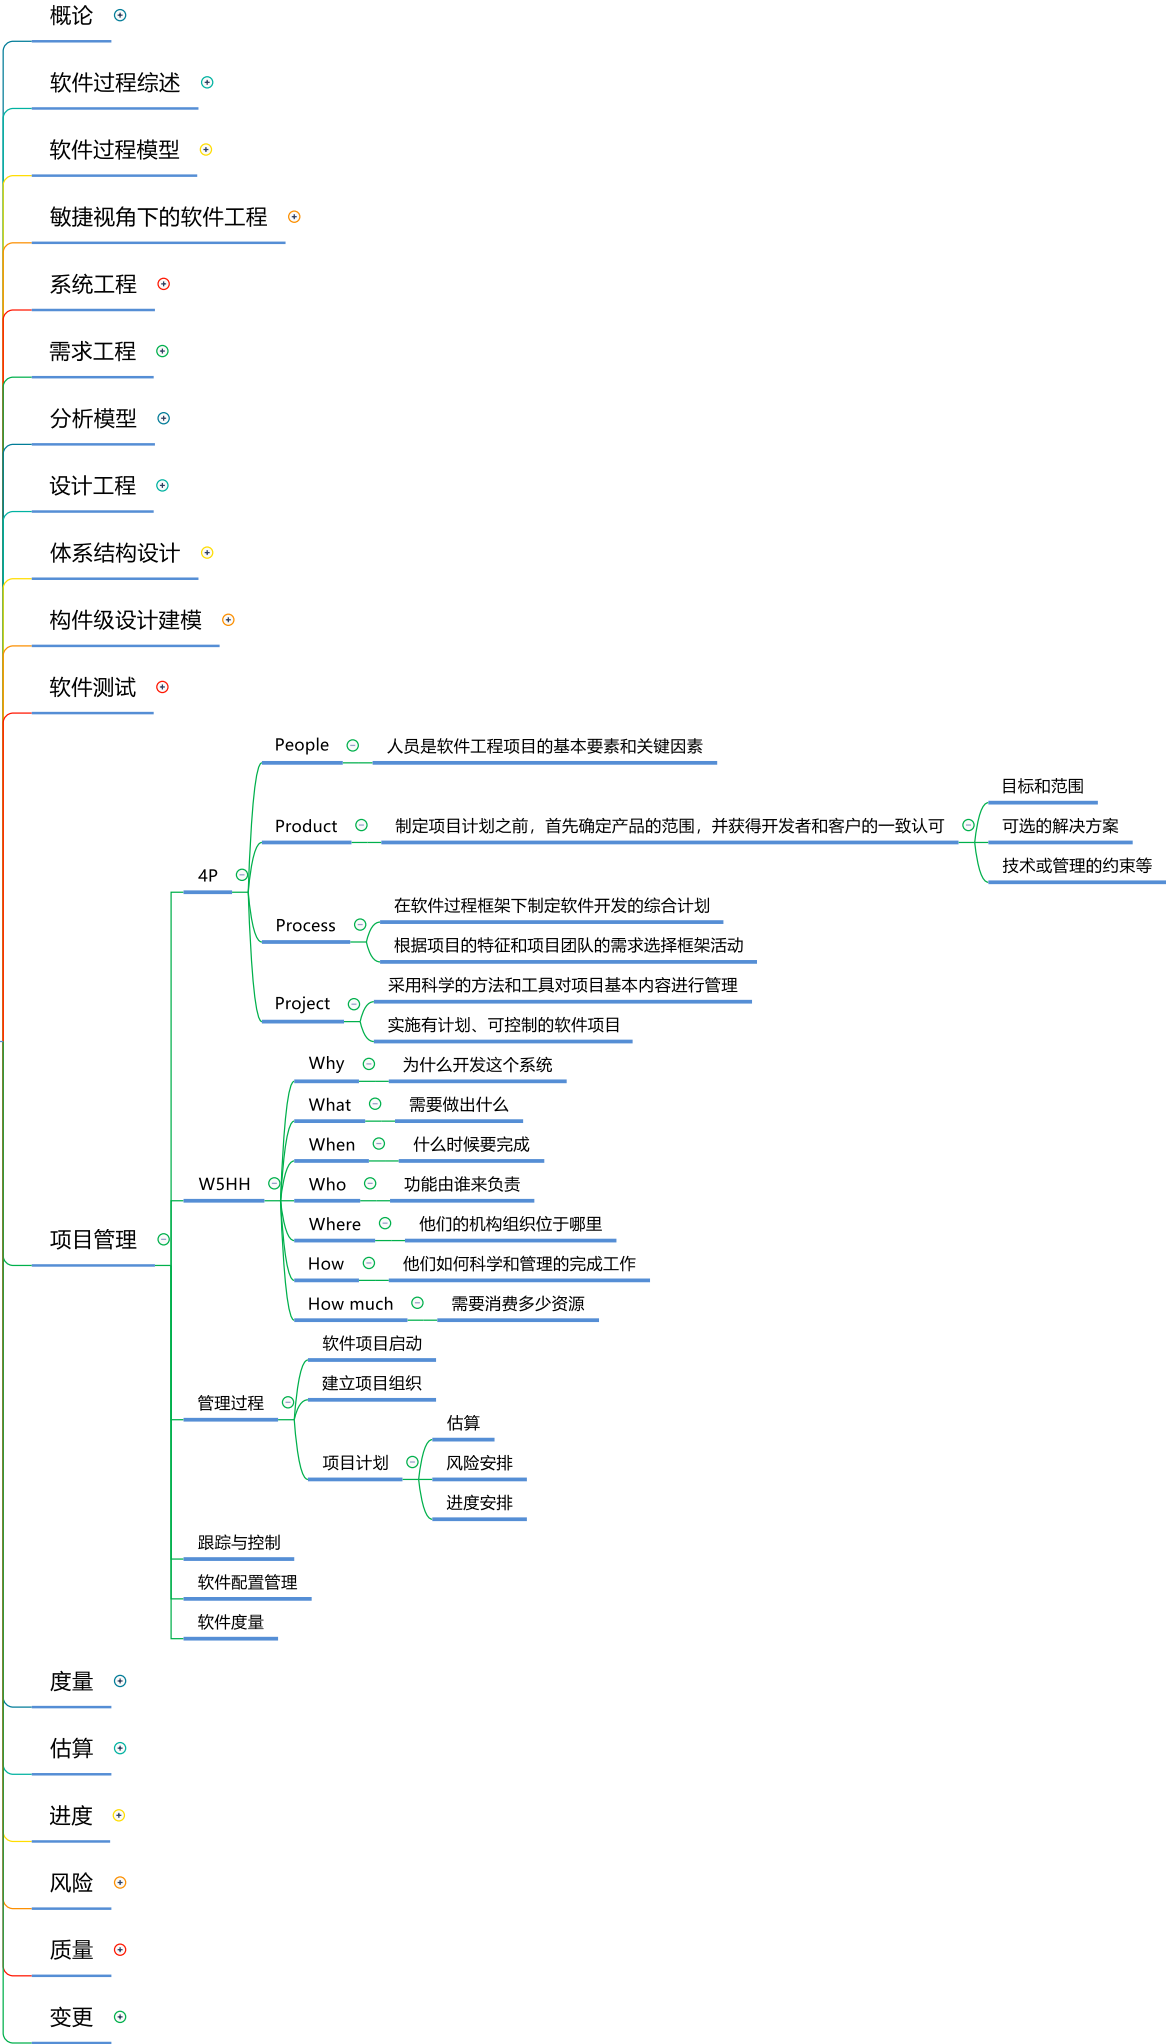 概论
软件过程综述
软件过程模型
敏捷视角下的软件工程
系统工程
需求工程
分析模型
设计工程
体系结构设计
构件级设计建模
软件测试
项目管理
4P
People
人员是软件工程项目的基本要素和关键因素
Product
制定项目计划之前，首先确定产品的范围，并获得开发者和客户的一致认可
目标和范围
可选的解决方案
技术或管理的约束等
Process
在软件过程框架下制定软件开发的综合计划
根据项目的特征和项目团队的需求选择框架活动
Project
采用科学的方法和工具对项目基本内容进行管理
实施有计划、可控制的软件项目
W5HH
Why
为什么开发这个系统
What
需要做出什么
When
什么时候要完成
Who
功能由谁来负责
Where
他们的机构组织位于哪里
How
他们如何科学和管理的完成工作
How much
需要消费多少资源
管理过程
软件项目启动
建立项目组织
项目计划
估算
风险安排
进度安排
跟踪与控制
软件配置管理
软件度量
度量
估算
进度
风险
质量
变更